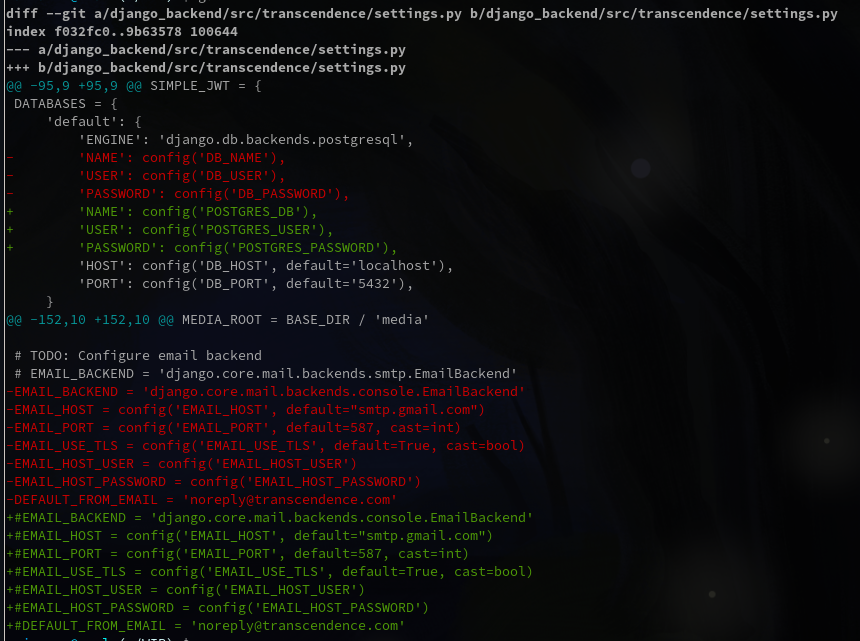 diff --git a/django_backend/src/transcendence/settings.py b/django_backend/src/transcendence/settings.py
index f032fc0..9b63578 100644
--- a/django_backend/src/transcendence/settings.py
+++ b/django_backend/src/transcendence/settings.py
@@ -95,9 +95,9 @@ SIMPLE_JWT = {
 DATABASES = {
     'default': {
         'ENGINE': 'django.db.backends.postgresql',
-        'NAME': config('DB_NAME'),
-        'USER': config('DB_USER'),
-        'PASSWORD': config('DB_PASSWORD'),
+        'NAME': config('POSTGRES_DB'),
+        'USER': config('POSTGRES_USER'),
+        'PASSWORD': config('POSTGRES_PASSWORD'),
         'HOST': config('DB_HOST', default='localhost'),
         'PORT': config('DB_PORT', default='5432'),
     }
@@ -152,10 +152,10 @@ MEDIA_ROOT = BASE_DIR / 'media'
 # TODO: Configure email backend
 # EMAIL_BACKEND = 'django.core.mail.backends.smtp.EmailBackend'
-EMAIL_BACKEND = 'django.core.mail.backends.console.EmailBackend'
-EMAIL_HOST = config('EMAIL_HOST', default="smtp.gmail.com")
-EMAIL_PORT = config('EMAIL_PORT', default=587, cast=int)
-EMAIL_USE_TLS = config('EMAIL_USE_TLS', default=True, cast=bool)
-EMAIL_HOST_USER = config('EMAIL_HOST_USER')
-EMAIL_HOST_PASSWORD = config('EMAIL_HOST_PASSWORD')
-DEFAULT_FROM_EMAIL = 'noreply@transcendence.com'
+#EMAIL_BACKEND = 'django.core.mail.backends.console.EmailBackend'
+#EMAIL_HOST = config('EMAIL_HOST', default="smtp.gmail.com")
+#EMAIL_PORT = config('EMAIL_PORT', default=587, cast=int)
+#EMAIL_USE_TLS = config('EMAIL_USE_TLS', default=True, cast=bool)
+#EMAIL_HOST_USER = config('EMAIL_HOST_USER')
+#EMAIL_HOST_PASSWORD = config('EMAIL_HOST_PASSWORD')
+#DEFAULT_FROM_EMAIL = 'noreply@transcendence.com'